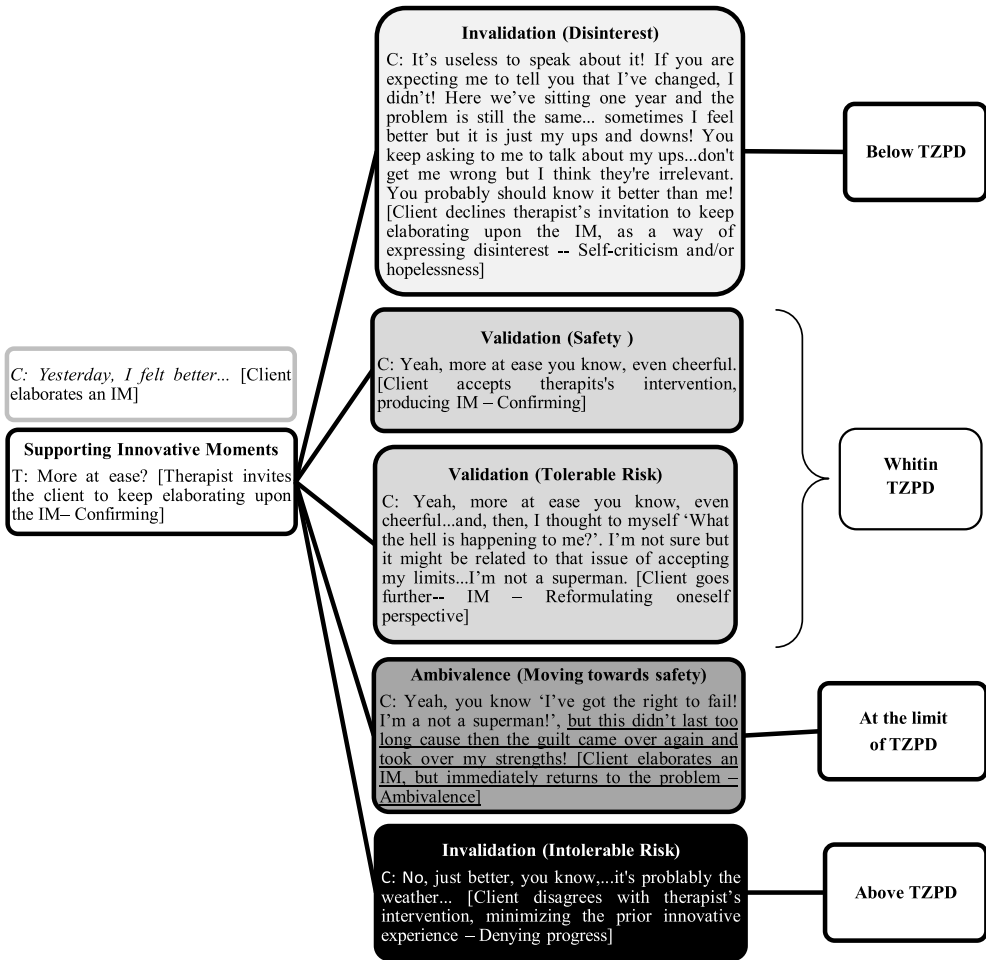 C: Yesterday, I felt better... [Client
elaborates an IM]
Supporting Innovative Moments
T: More at ease? [Therapist invites
the client to keep elaborating upon
the IM– Confirming]
Invalidation (Disinterest)
C: It's useless to speak about it! If you are
expecting me to tell you that I've changed, I
didn't! Here we've sitting one year and the
problem is still the same... sometimes I feel
better but it is just my ups and downs! You
keep asking to me to talk about my ups...don't
get me wrong but I think they're irrelevant.
You probably should know it better than me!
[Client declines therapist's invitation to keep
elaborating upon the IM, as a way of
expressing disinterest -- Self-criticism and/or
hopelessness]
Below TZPD
Validation (Safety )
C: Yeah, more at ease you know, even cheerful.
[Client accepts therapits's intervention,
producing IM – Confirming]
Validation (Tolerable Risk)
C: Yeah, more at ease you know, even
cheerful...and, then, I thought to myself 'What
the hell is happening to me?'. I'm not sure but
it might be related to that issue of accepting
my limits...I'm not a superman. [Client goes
further-- IM – Reformulating oneself
perspective]
Whitin
TZPD
Ambivalence (Moving towards safety)
C: Yeah, you know 'I've got the right to fail!
I'm a not a superman!', but this didn't last too
long cause then the guilt came over again and
took over my strengths! [Client elaborates an
IM, but immediately returns to the problem –
Ambivalence]
At the limit
of TZPD
Invalidation (Intolerable Risk)
C: No, just better, you know,...it's problably the
weather... [Client disagrees with therapist's
intervention, minimizing the prior innovative
experience – Denying progress]
Above TZPD